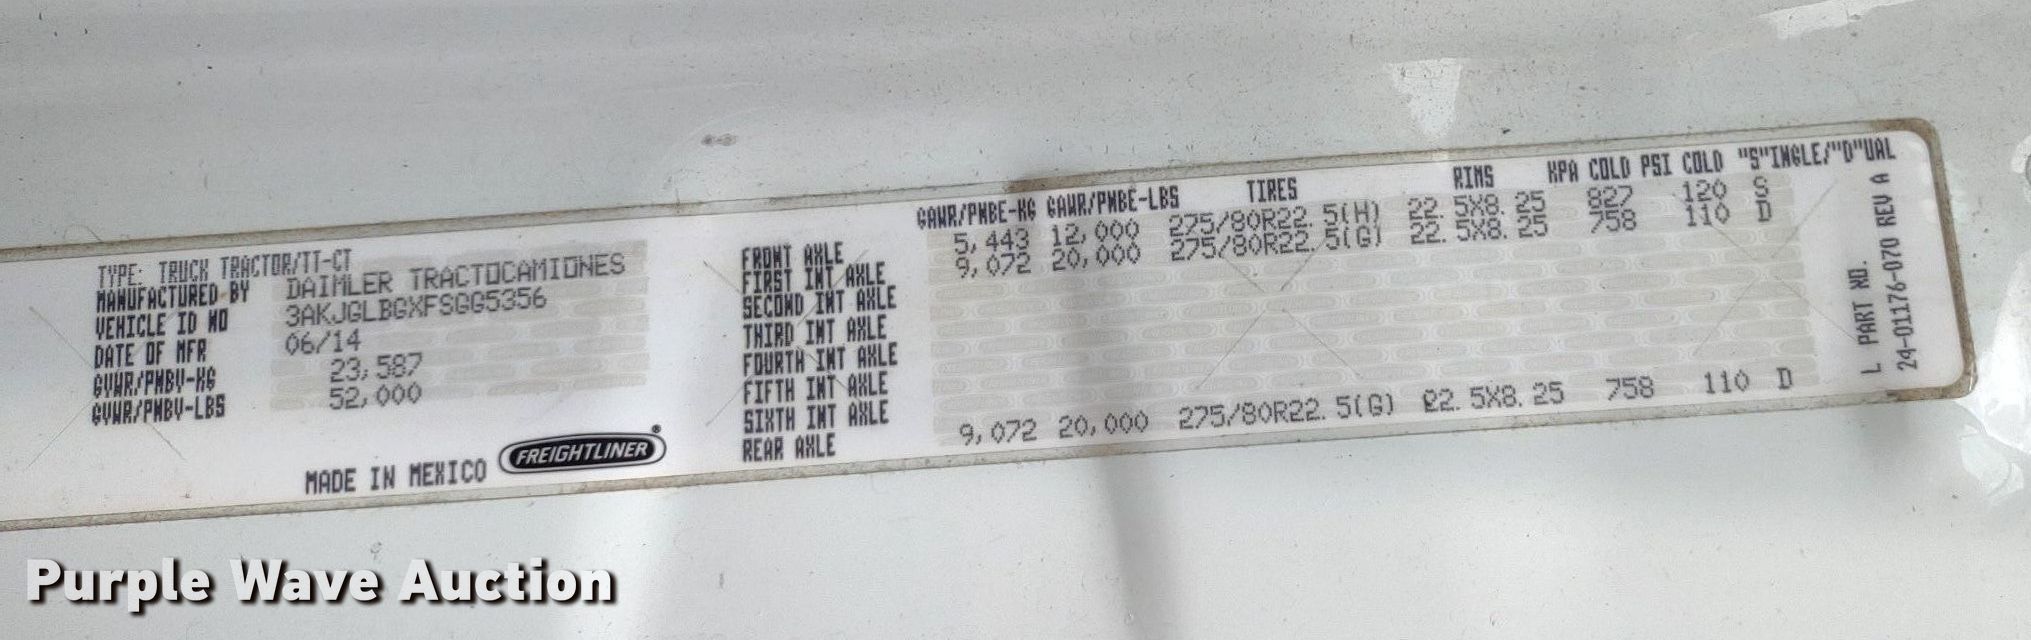 TYPE: TRUCK TRACTOR/TT-CT
MANUFACTURED BY DAIMLER TRACTOCAMIONES
VEHICLE ID NO 3AKJGLBGXFSGG5356
DATE OF MFR 06/14
GVWR/PNBV-KG 23,587
GVWR/PNBV-LBS 52,000
MADE IN MEXICO FREIGHTLINER®
GAWR/PNBE-KG GAWR/PNBE-LBS TIRES RIMS KPA COLD PSI COLD "S"INGLE/"D"UAL
FRONT AXLE 5,443 12,000 275/80R22.5(H) 22.5X8.25 827 120 S
FIRST INT AXLE 9,072 20,000 275/80R22.5(G) 22.5X8.25 758 110 D
SECOND INT AXLE
THIRD INT AXLE
FOURTH INT AXLE
FIFTH INT AXLE
SIXTH INT AXLE
REAR AXLE 9,072 20,000 275/80R22.5(G) 22.5X8.25 758 110 D
L PART NO.
24-01176-070 REV A
Purple Wave Auction